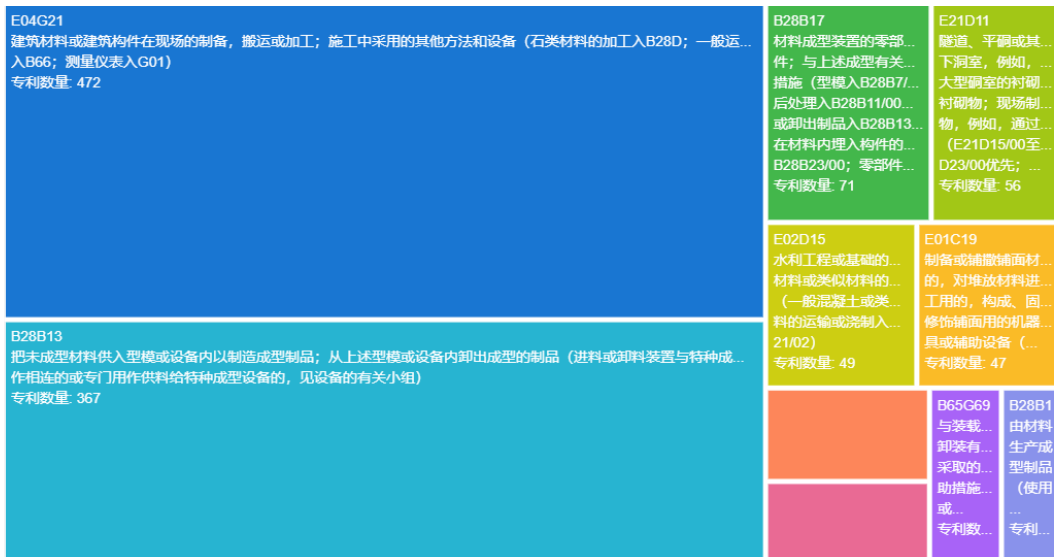 E04G21
建筑材料或建筑构件在现场的制备，搬运或加工；施工中采用的其他方法和设备（石类材料的加工入B28D；一般运...
入B66；测量仪表入G01）
专利数量: 472
B28B13
把未成型材料供入型模或设备内以制造成型制品；从上述型模或设备内卸出成型的制品（进料或卸料装置与特种成...
作相连的或专门用作供料给特种成型设备的，见设备的有关小组）
专利数量: 367
B28B17
材料成型装置的零部...
件；与上述成型有关...
措施（型模入B28B7/...
后处理入B28B11/00...
或卸出制品入B28B13...
在材料内埋入构件的...
B28B23/00；零部件...
专利数量: 71
E21D11
隧道、平硐或其...
下洞室，例如，...
大型硐室的衬砌...
衬砌物；现场制...
物，例如，通过...
（E21D15/00至...
D23/00优先；...
专利数量: 56
E02D15
水利工程或基础的...
材料或类似材料的...
（一般混凝土或类...
料的运输或浇制入...
21/02）
专利数量: 49
E01C19
制备或铺撒铺面材...
的，对堆放材料进...
工用的，构成、固...
修饰铺面用的机器...
具或辅助设备（...
专利数量: 47
B65G69
与装载...
卸装有...
采取的...
助措施...
或...
专利数...
B28B1
由材料
生产成
型制品
（使用
...
专利...